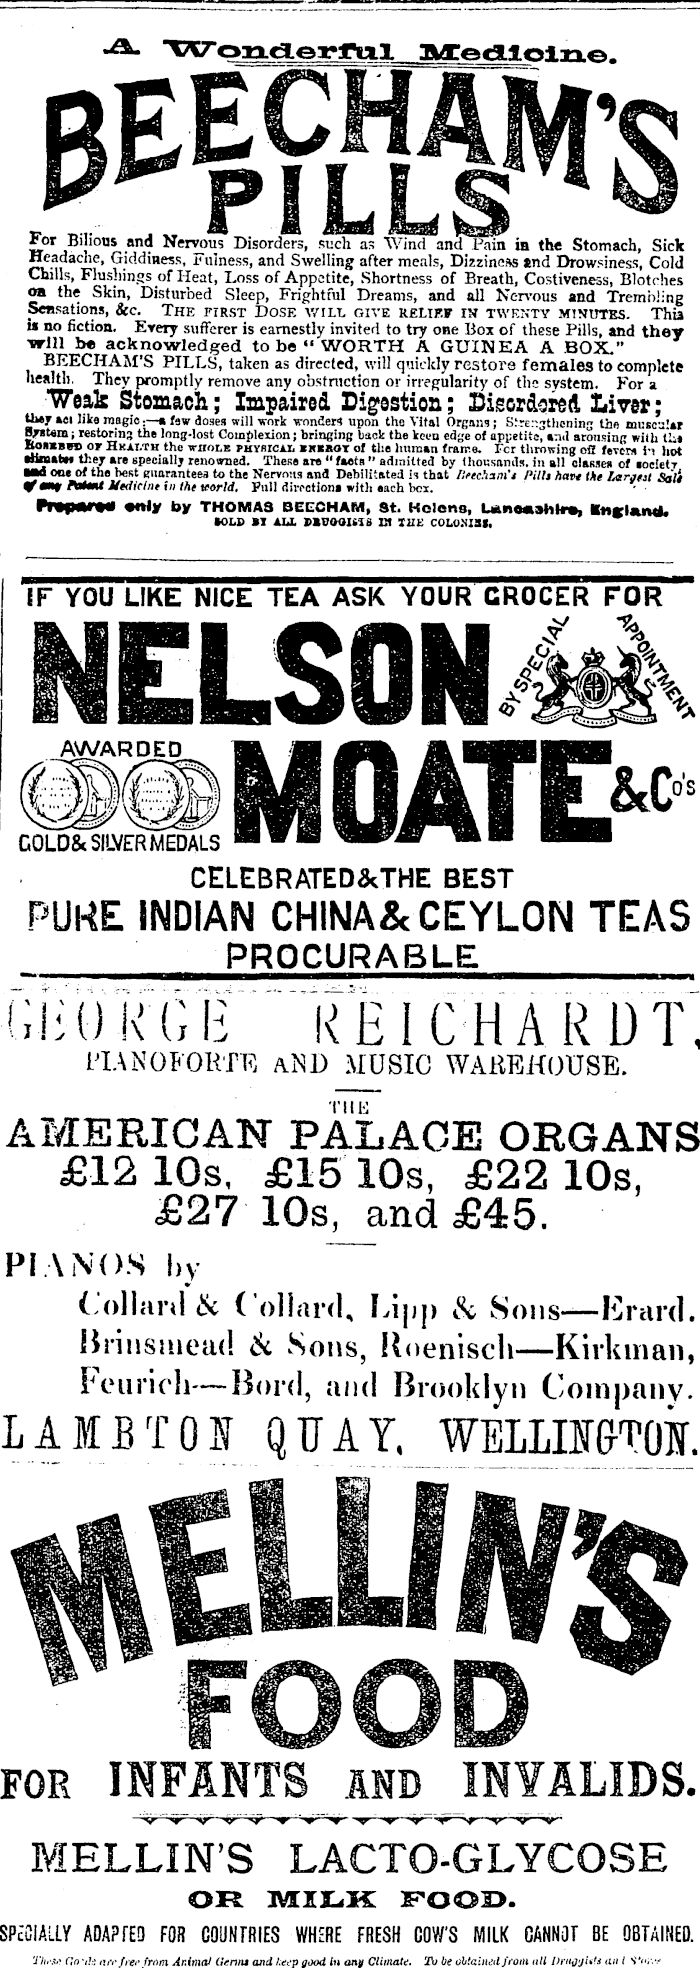 A Wonderful Medicine.
BEECHAM'S
PILLS
For Bilious and Nervous Disorders, such as Wind and Pain in the Stomach, Sick
Headache, Giddiness, Fulness, and Swelling after meals, Dizziness and Drowsiness, Cold
Chills, Flushings of Heat, Loss of Appetite, Shortness of Breath, Costiveness, Blotches
on the Skin, Disturbed Sleep, Frightful Dreams, and all Nervous and Trembling
Sensations, &c. THE FIRST DOSE WILL GIVE RELIEF IN TWENTY MINUTES. This
is no fiction. Every sufferer is earnestly invited to try one Box of these Pills, and they
will be acknowledged to be "WORTH A GUINEA A BOX."
BEECHAM'S PILLS, taken as directed, will quickly restore females to complete
health. They promptly remove any obstruction or irregularity of the system. For a
Weak Stomach; Impaired Digestion; Disordered Liver;
they act like magic:—a few doses will work wonders upon the Vital Organs; Strengthening the muscular
System; restoring the long-lost Complexion; bringing back the keen edge of appetite, and arousing with the
ROSEBUD OF HEALTH the WHOLE PHYSICAL ENERGY of the human frame. For throwing off fevers in hot
climates they are specially renowned. These are "facts" admitted by thousands, in all classes of society,
and one of the best guarantees to the Nervous and Debilitated is that Beecham's Pills have the Largest Sale
of any Patent Medicine in the world. Full directions with each box.
Prepared only by THOMAS BEECHAM, St. Helens, Lancashire, England.
SOLD BY ALL DRUGGISTS IN THE COLONIES.
IF YOU LIKE NICE TEA ASK YOUR GROCER FOR
NELSON
BY SPECIAL APPOINTMENT
AWARDED
MOATE & Co's
GOLD & SILVER MEDALS
CELEBRATED & THE BEST
PURE INDIAN CHINA & CEYLON TEAS
PROCURABLE
GEORGE REICHARDT,
PIANOFORTE AND MUSIC WAREHOUSE.
THE
AMERICAN PALACE ORGANS
£12 10s, £15 10s, £22 10s,
£27 10s, and £45.
PIANOS by
Collard & Collard, Lipp & Sons—Erard.
Brinsmead & Sons, Roenisch—Kirkman,
Feurich—Bord, and Brooklyn Company.
LAMBTON QUAY, WELLINGTON.
MELLIN'S
FOOD
FOR INFANTS AND INVALIDS.
MELLIN'S LACTO-GLYCOSE
OR MILK FOOD.
SPECIALLY ADAPTED FOR COUNTRIES WHERE FRESH COW'S MILK CANNOT BE OBTAINED.
These Goods are free from Animal Germs and keep good in any Climate. To be obtained from all Druggists and Stores